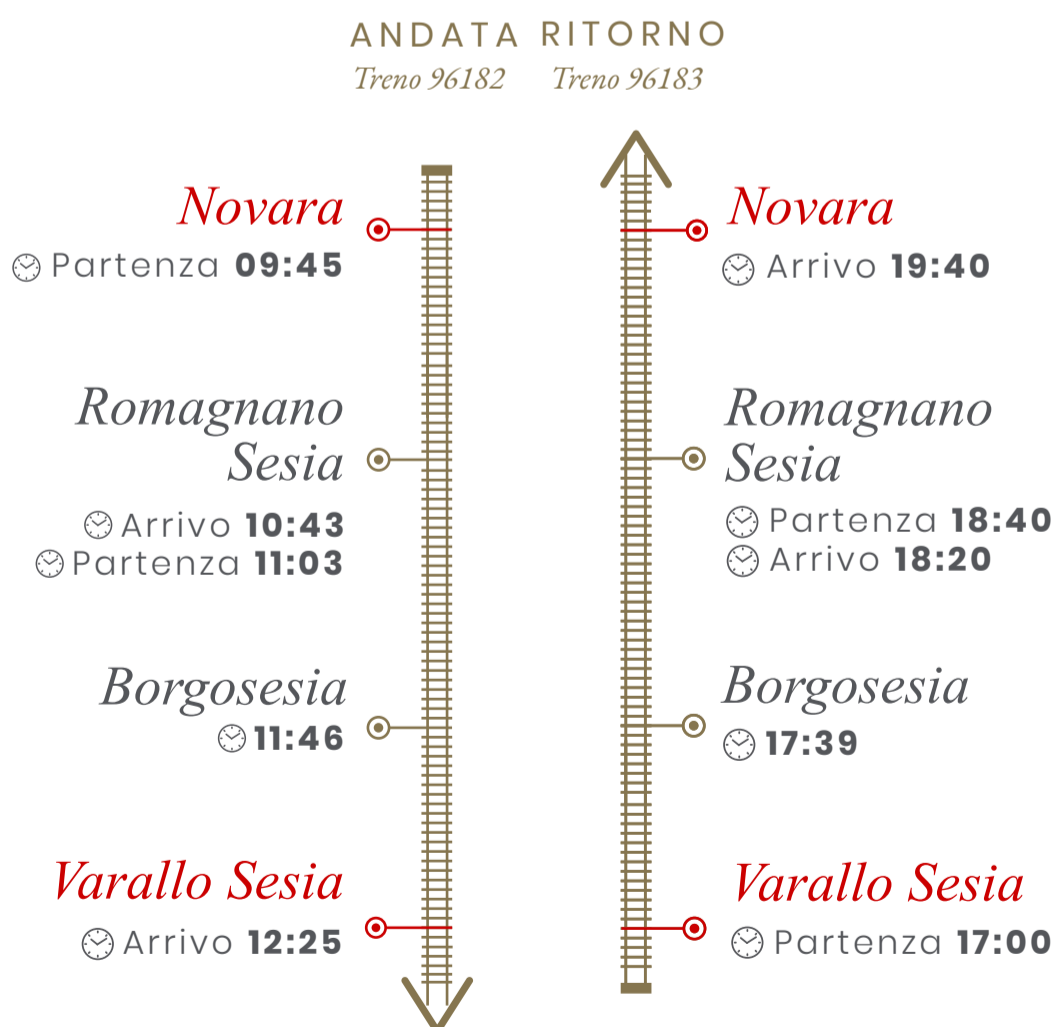 ANDATA
Treno 96182
Novara
Partenza 09:45
Romagnano
Sesia
Arrivo 10:43
Partenza 11:03
Borgosesia
11:46
Varallo Sesia
Arrivo 12:25
RITORNO
Treno 96183
Novara
Arrivo 19:40
Romagnano
Sesia
Partenza 18:40
Arrivo 18:20
Borgosesia
17:39
Varallo Sesia
Partenza 17:00